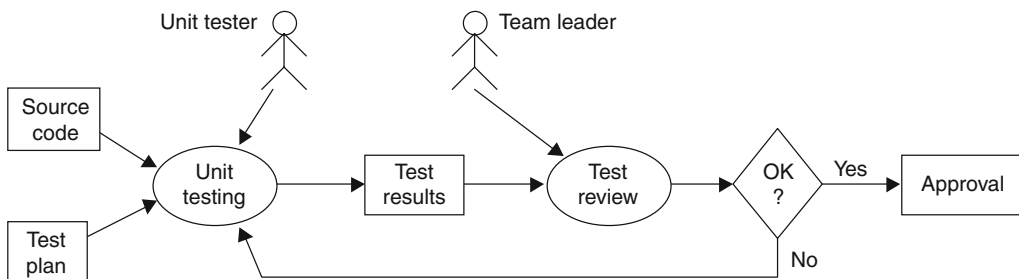 Unit tester
Team leader
Source
code
Unit
testing
Test
results
Test
review
OK
?
Yes
Approval
Test
plan
No